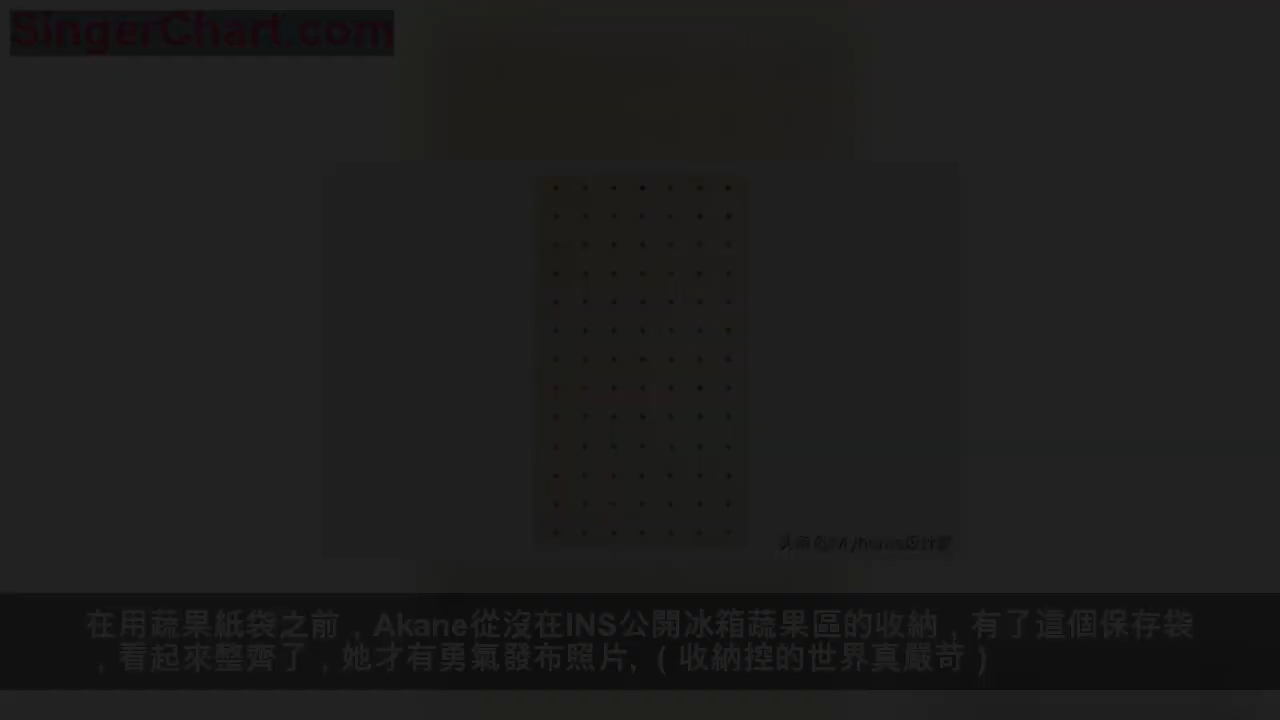 SingerChart.com
在用蔬果紙袋之前，Akane從沒在INS公開冰箱蔬果區的收納，有了這個保存袋
，看起來整齊了，她才有勇氣發布照片,（收納控的世界真嚴苛）